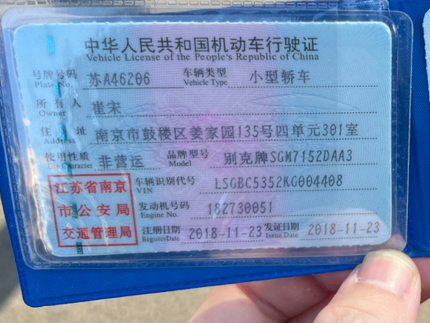 中华人民共和国机动车行驶证
Vehicle License of the People's Republic of China
号牌号码 苏A46206 车辆类型 小型轿车
Plate No. Vehicle Type
所有人 崔宋
Owner
住址 南京市鼓楼区姜家园135号四单元301室
Address
使用性质 非营运 品牌型号 别克牌SGM7152DAA3
Use Character Model
江苏省南京
市公安局
交通管理局
车辆识别代号 LSGBC5352KG004408
VIN
发动机号码 182730051
Engine No.
注册日期 2018-11-23 发证日期 2018-11-23
Register Date Issue Date